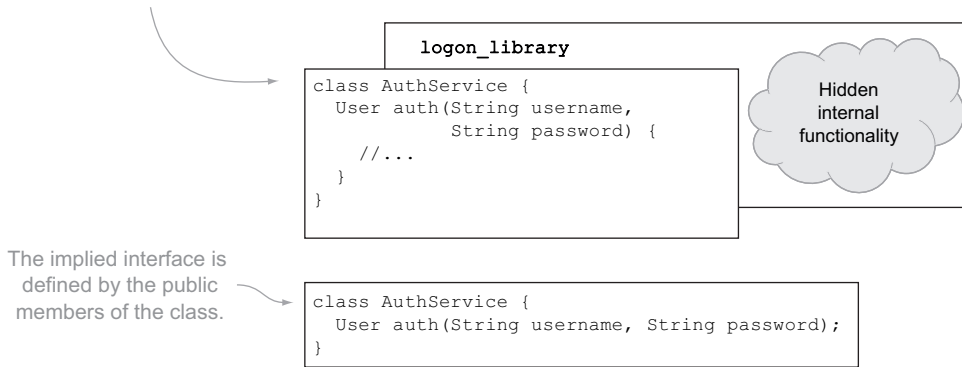 logon_library
class AuthService {
  User auth(String username,
            String password) {
    //...
  }
}
Hidden
internal
functionality
The implied interface is
defined by the public
members of the class.
class AuthService {
  User auth(String username, String password);
}